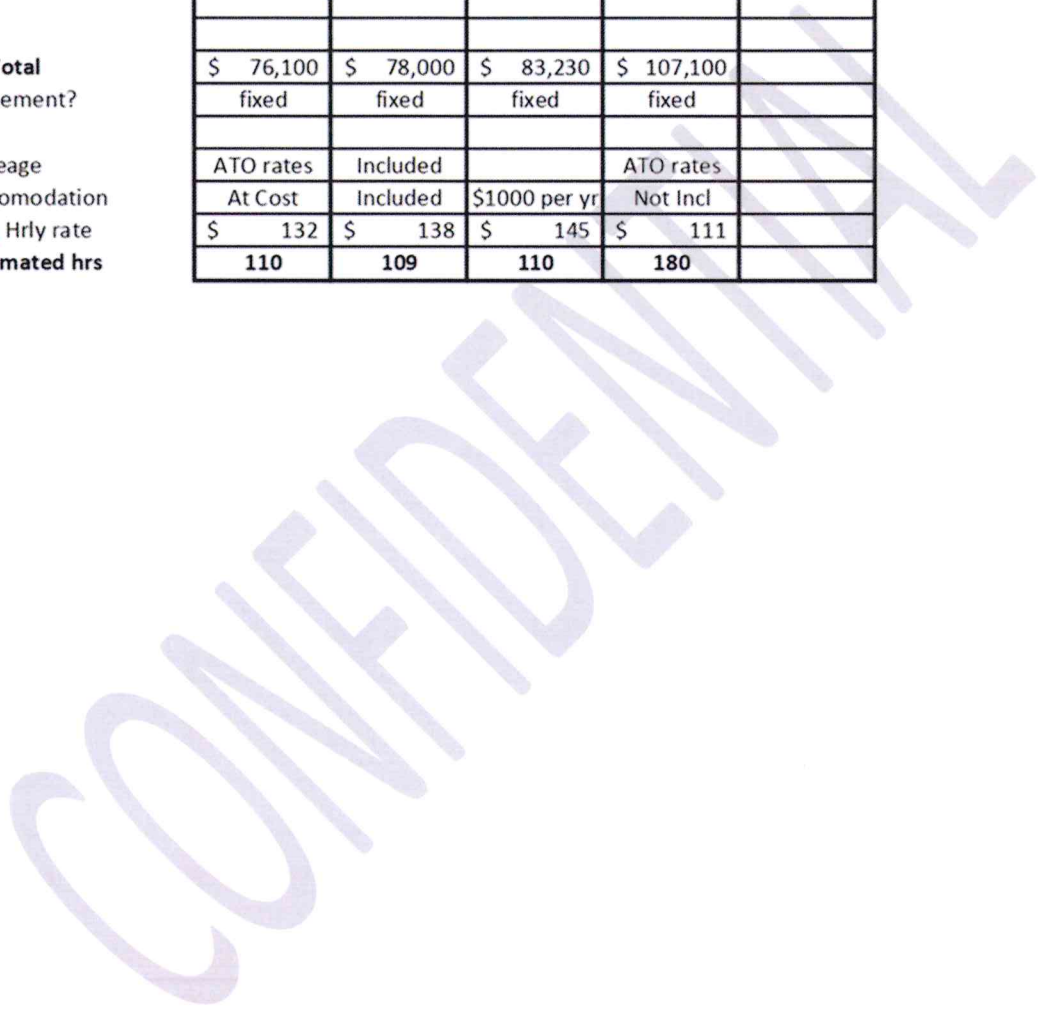 otal $ 76,100 $ 78,000 $ 83,230 $ 107,100
ement? fixed fixed fixed fixed
eage ATO rates Included ATO rates
omodation At Cost Included $1000 per yr Not Incl
Hrly rate $ 132 $ 138 $ 145 $ 111
mated hrs 110 109 110 180
CONFIDENTIAL